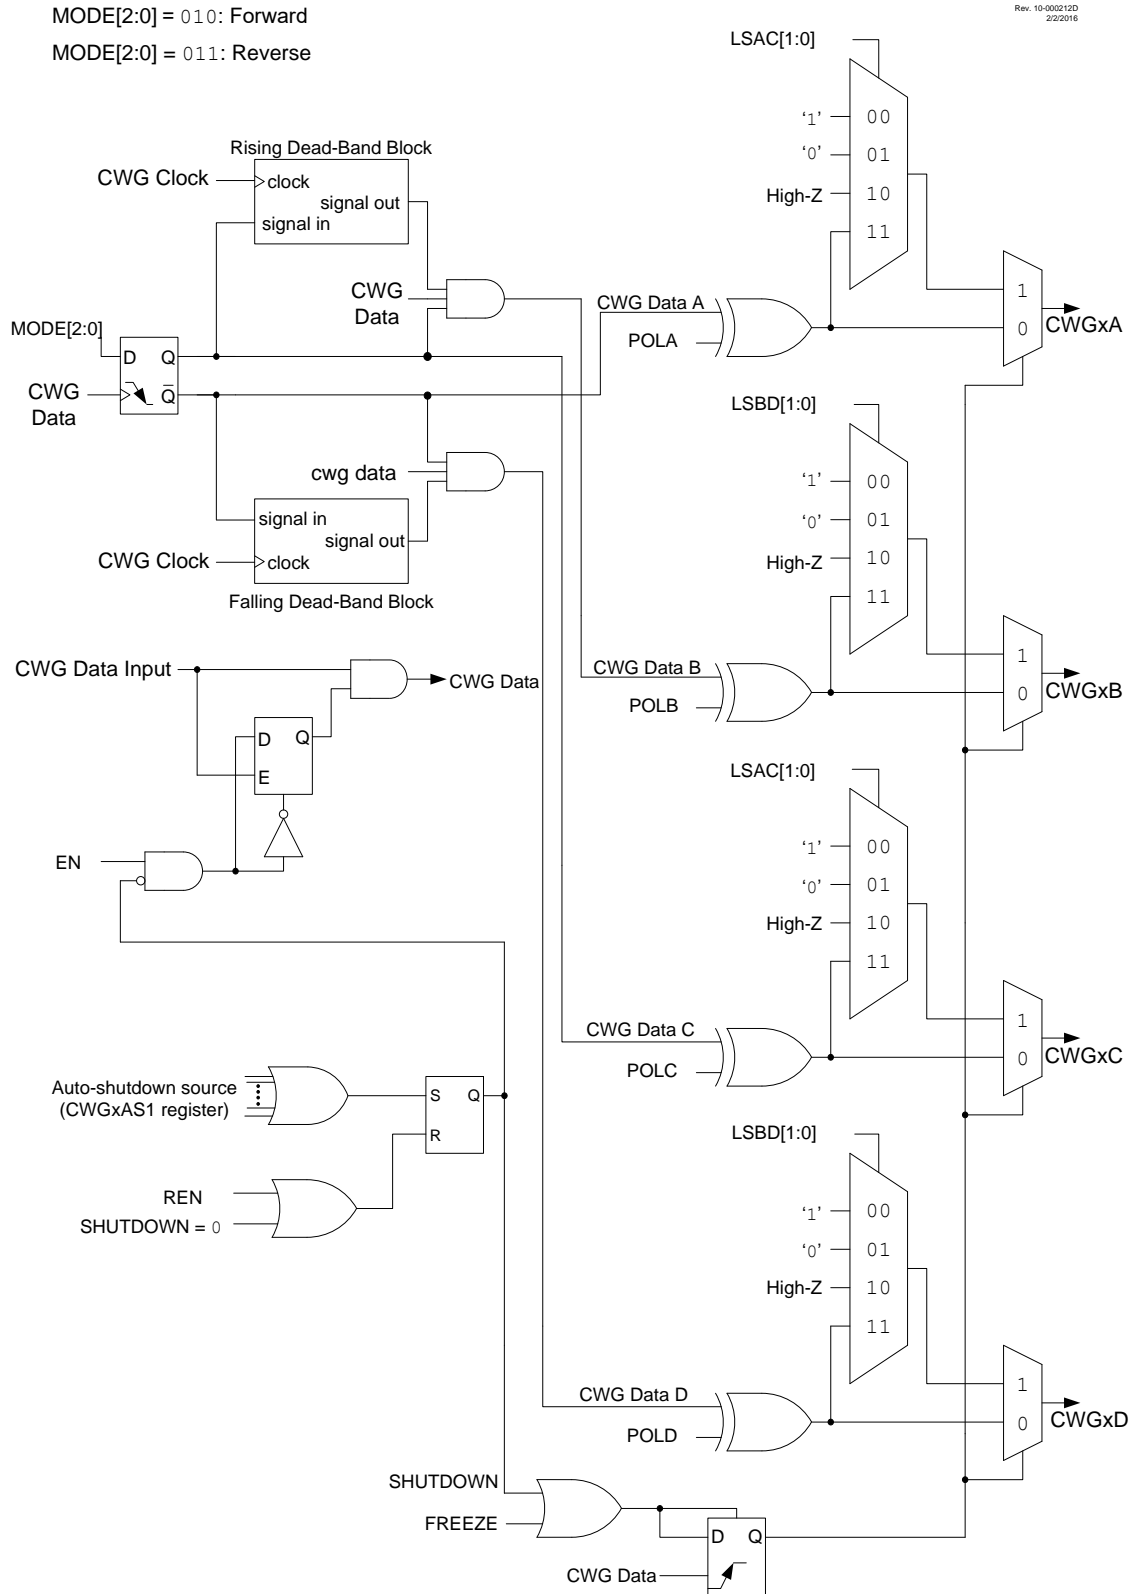 MODE[2:0] = 010: Forward
MODE[2:0] = 011: Reverse
Rev. 10-000212D
2/2/2016
LSAC[1:0]
'1'
00
'0'
01
High-Z
10
11
1
0
CWGxA
Rising Dead-Band Block
CWG Clock
clock
signal out
signal in
CWG
Data
CWG Data A
POLA
MODE[2:0]
D
Q
CWG
Data
Q
cwg data
signal in
signal out
CWG Clock
clock
Falling Dead-Band Block
LSBD[1:0]
'1'
00
'0'
01
High-Z
10
11
1
0
CWGxB
CWG Data B
POLB
CWG Data Input
CWG Data
D
Q
E
EN
LSAC[1:0]
'1'
00
'0'
01
High-Z
10
11
1
0
CWGxC
CWG Data C
POLC
Auto-shutdown source
(CWGxAS1 register)
S
Q
R
REN
SHUTDOWN = 0
LSBD[1:0]
'1'
00
'0'
01
High-Z
10
11
1
0
CWGxD
CWG Data D
POLD
SHUTDOWN
FREEZE
D
Q
CWG Data